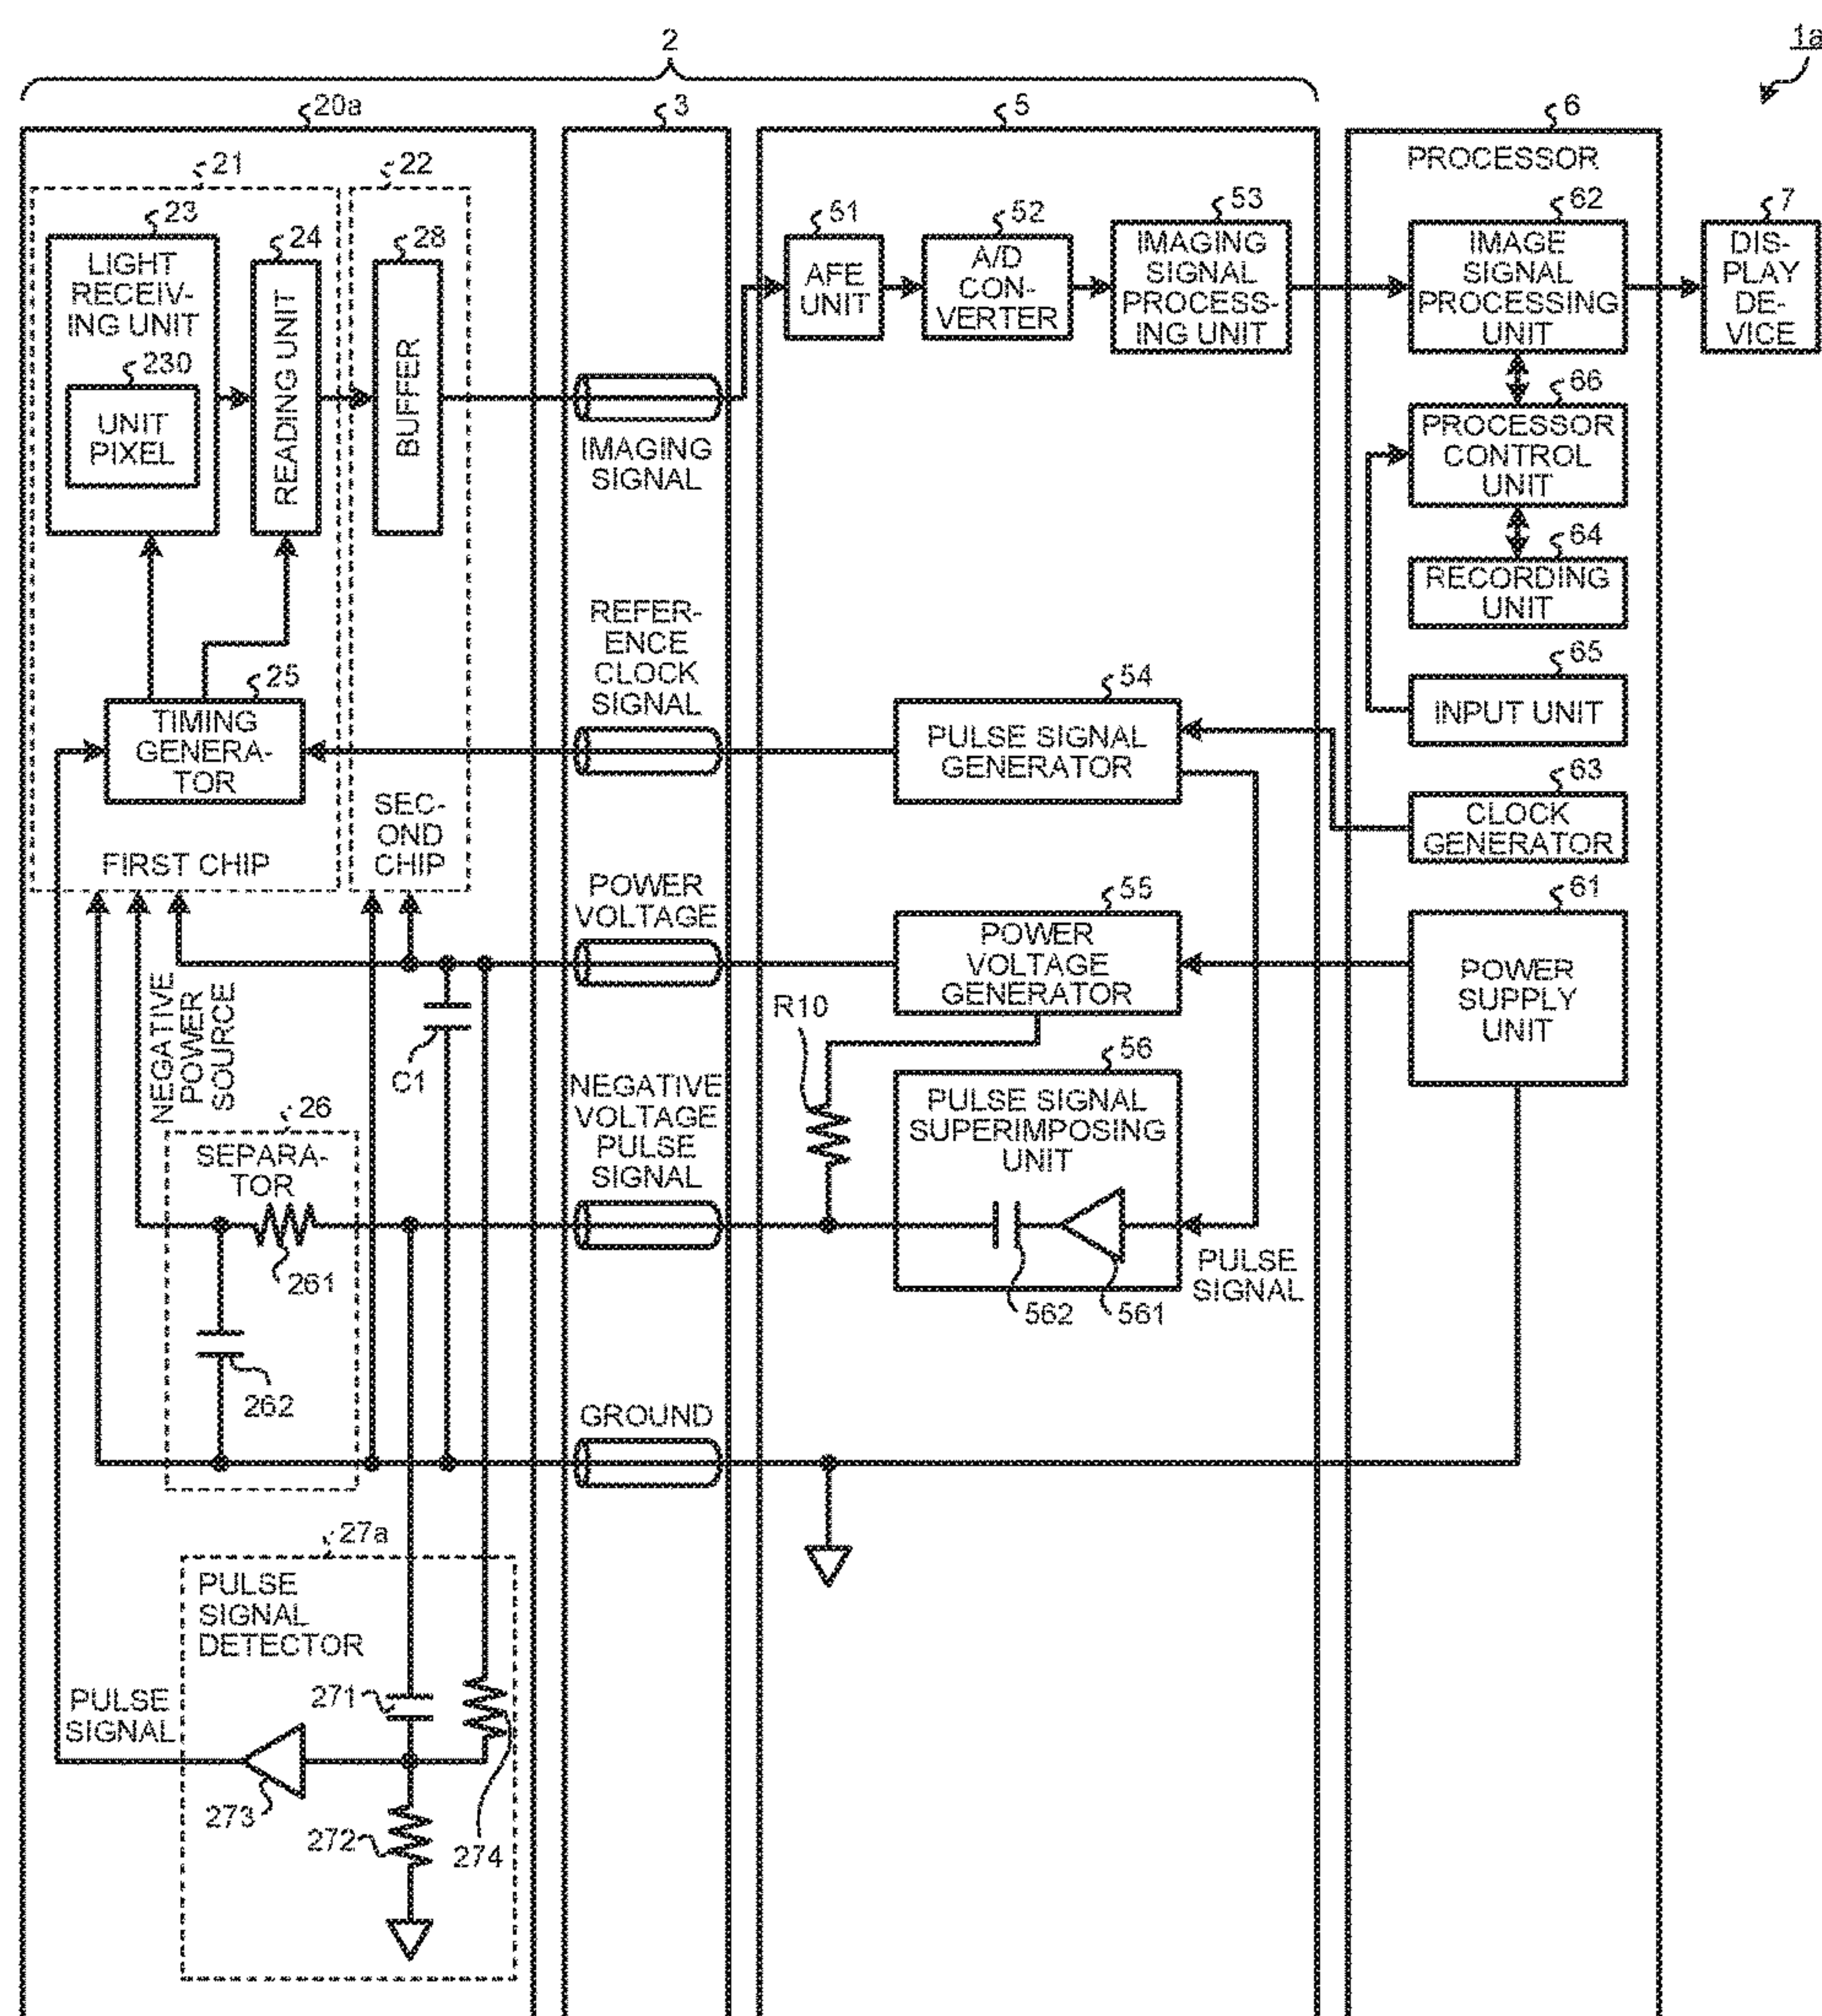 1a
2
20a
3
5
6
PROCESSOR
21
22
23
LIGHT
RECEIV-
ING UNIT
230
UNIT
PIXEL
24
READING UNIT
28
BUFFER
IMAGING
SIGNAL
51
AFE
UNIT
52
A/D
CON-
VERTER
53
IMAGING
SIGNAL
PROCESS-
ING UNIT
62
IMAGE
SIGNAL
PROCESSING
UNIT
7
DIS-
PLAY
DE-
VICE
66
PROCESSOR
CONTROL
UNIT
64
RECORDING
UNIT
65
INPUT UNIT
63
CLOCK
GENERATOR
61
POWER
SUPPLY
UNIT
25
TIMING
GENERA-
TOR
FIRST CHIP
SEC-
OND
CHIP
REFER-
ENCE
CLOCK
SIGNAL
54
PULSE SIGNAL
GENERATOR
POWER
VOLTAGE
55
POWER
VOLTAGE
GENERATOR
R10
56
PULSE SIGNAL
SUPERIMPOSING
UNIT
562
561
PULSE
SIGNAL
NEGATIVE
POWER
SOURCE
C1
NEGATIVE
VOLTAGE
PULSE
SIGNAL
26
SEPARA-
TOR
261
262
GROUND
27a
PULSE
SIGNAL
DETECTOR
271
PULSE
SIGNAL
273
272
274